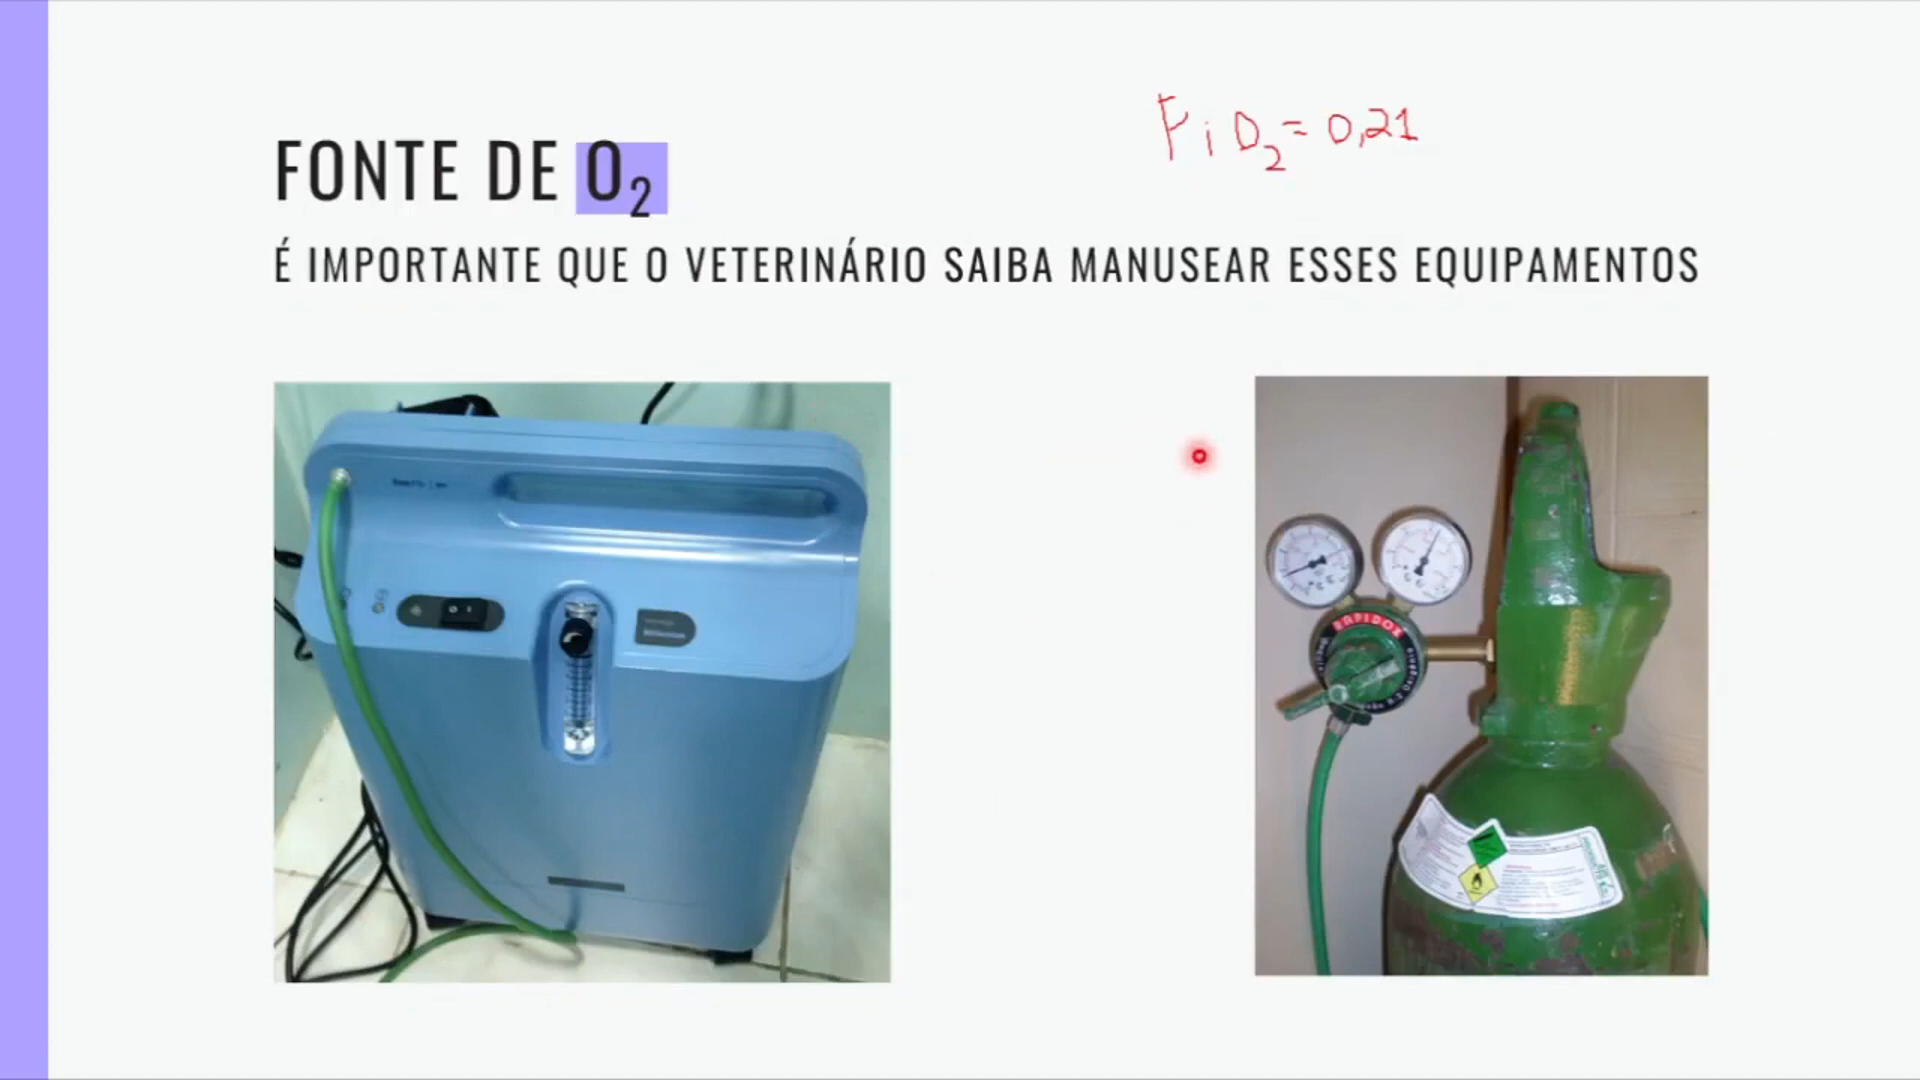 FiO₂ = 0,21
FONTE DE O₂
É IMPORTANTE QUE O VETERINÁRIO SAIBA MANUSEAR ESSES EQUIPAMENTOS
RAPIDOX